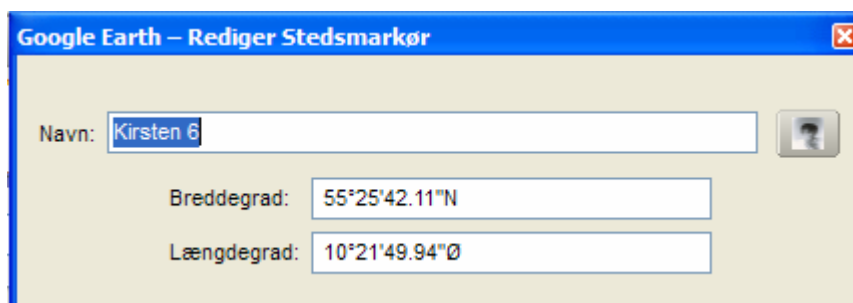 Google Earth – Rediger Stedsmarkør
Navn: Kirsten 6
Breddegrad: 55°25'42.11"N
Længdegrad: 10°21'49.94"Ø